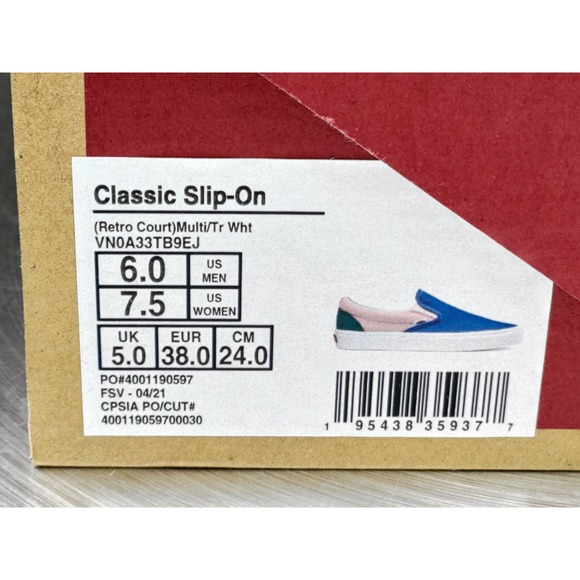 Classic Slip-On
(Retro Court)Multi/Tr Wht
VN0A33TB9EJ
6.0 US MEN
7.5 US WOMEN
UK EUR CM
5.0 38.0 24.0
PO#4001190597
FSV - 04/21
CPSIA PO/CUT#
400119059700030
1 95438 35937 7